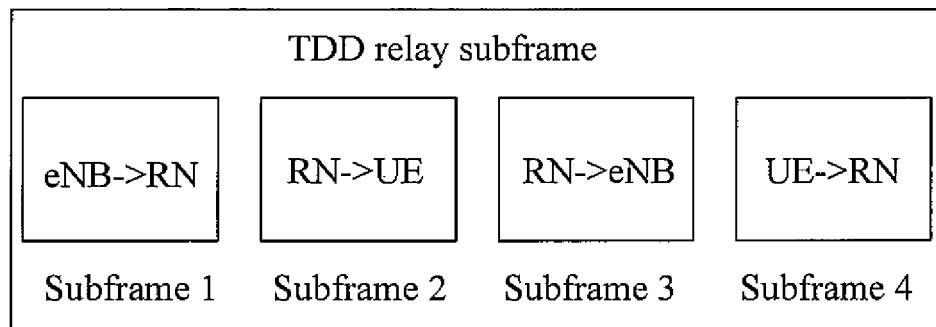 TDD relay subframe
eNB->RN RN->UE RN->eNB UE->RN
Subframe 1 Subframe 2 Subframe 3 Subframe 4